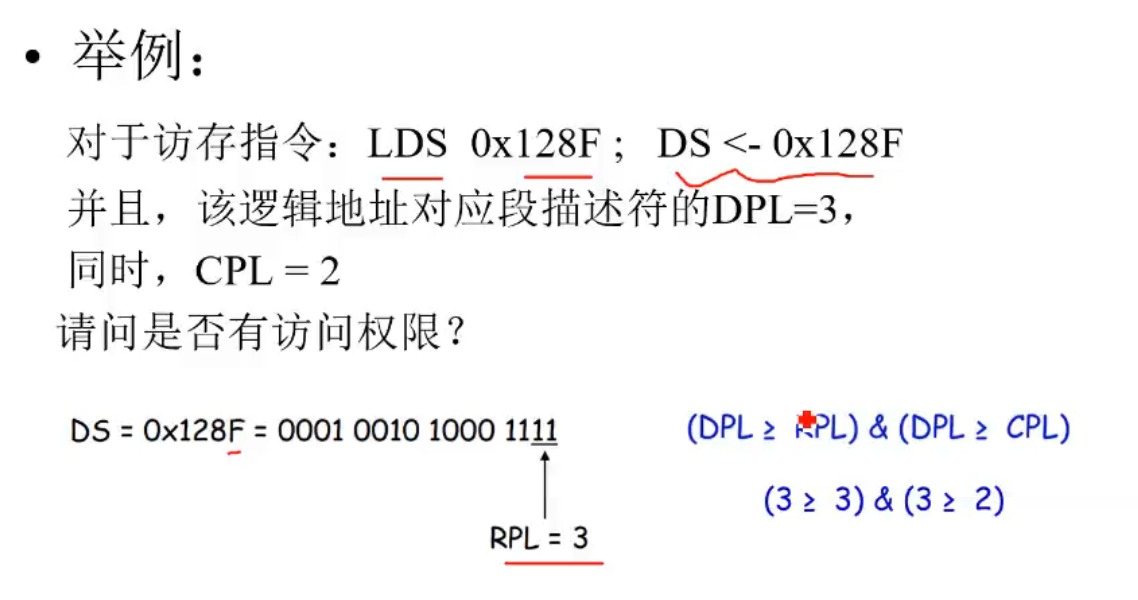 • 举例：
对于访存指令：LDS 0x128F； DS <- 0x128F
并且，该逻辑地址对应段描述符的DPL=3，
同时，CPL = 2
请问是否有访问权限？
DS = 0x128F = 0001 0010 1000 1111
(DPL ≥ RPL) & (DPL ≥ CPL)
(3 ≥ 3) & (3 ≥ 2)
RPL = 3